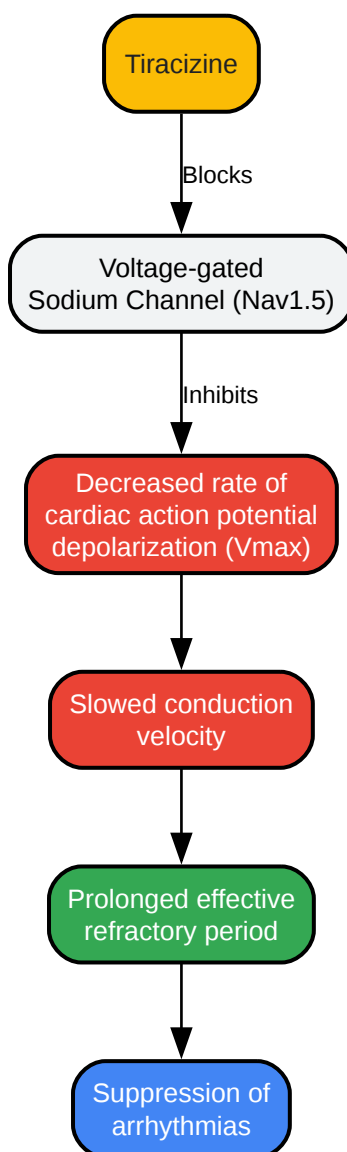 Tiracizine
Blocks
Voltage-gated
Sodium Channel (Nav1.5)
Inhibits
Decreased rate of
cardiac action potential
depolarization (Vmax)
Slowed conduction
velocity
Prolonged effective
refractory period
Suppression of
arrhythmias